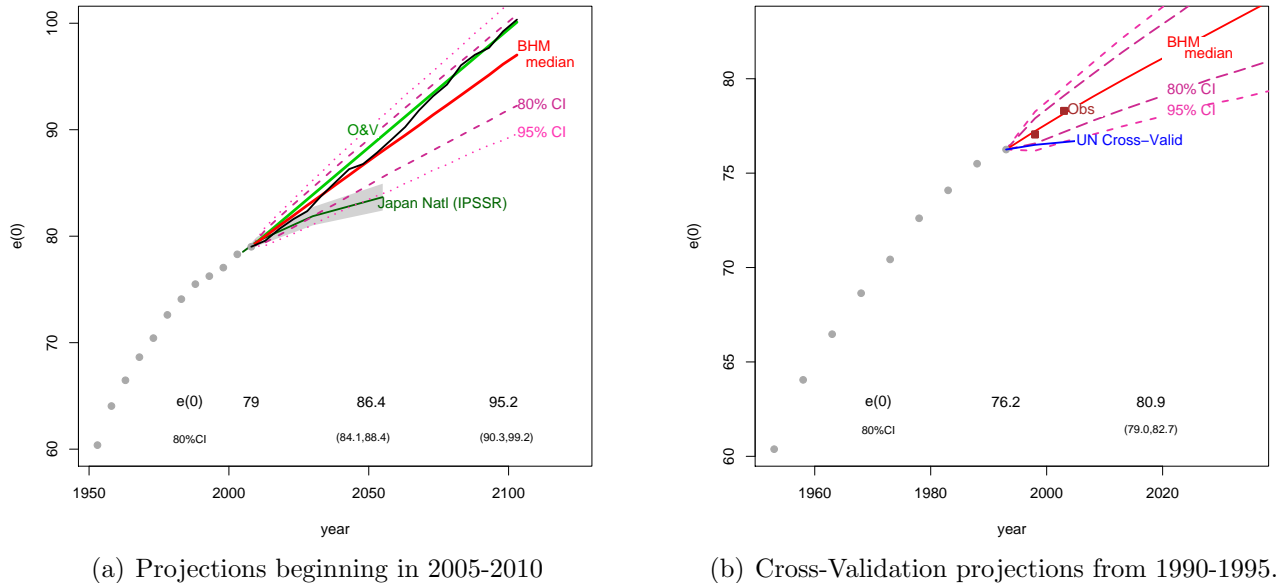 100
90
80
70
60
e(0)
BHM
median
80% CI
95% CI
O&V
Japan Natl (IPSSR)
e(0) 79 86.4 95.2
80%CI (84.1,88.4) (90.3,99.2)
1950 2000 2050 2100
year
(a) Projections beginning in 2005-2010
80
75
70
65
60
e(0)
BHM
median
80% CI
95% CI
Obs
UN Cross−Valid
e(0) 76.2 80.9
80%CI (79.0,82.7)
1960 1980 2000 2020
year
(b) Cross-Validation projections from 1990-1995.